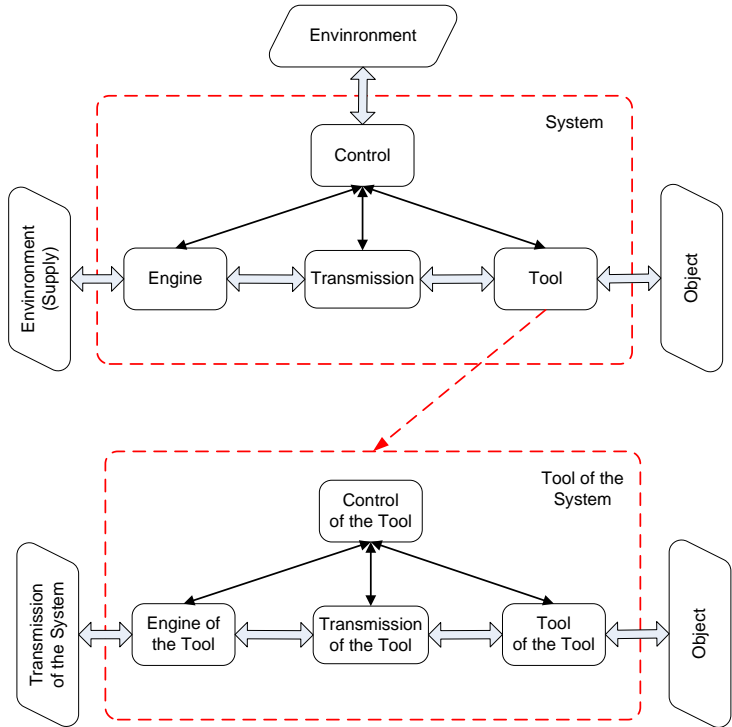 Envinronment
System
Control
Envinronment
(Supply)
Engine
Transmission
Tool
Object
Tool of the
System
Control
of the Tool
Transmission
of the System
Engine of
the Tool
Transmission
of the Tool
Tool
of the Tool
Object